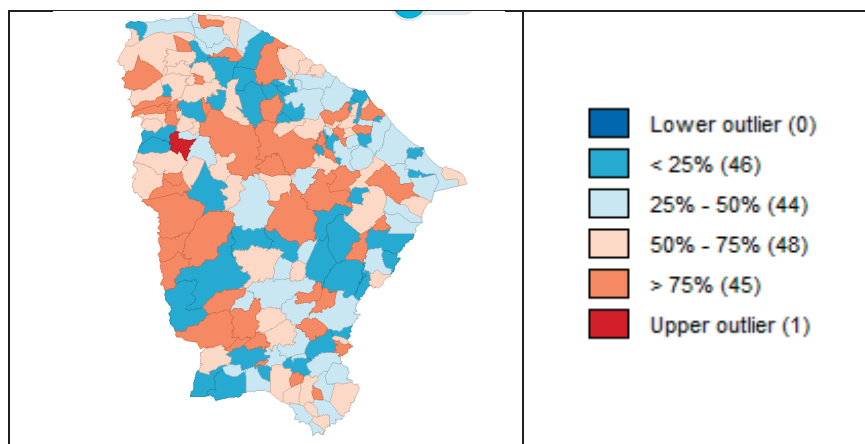 Lower outlier (0)
< 25% (46)
25% - 50% (44)
50% - 75% (48)
> 75% (45)
Upper outlier (1)